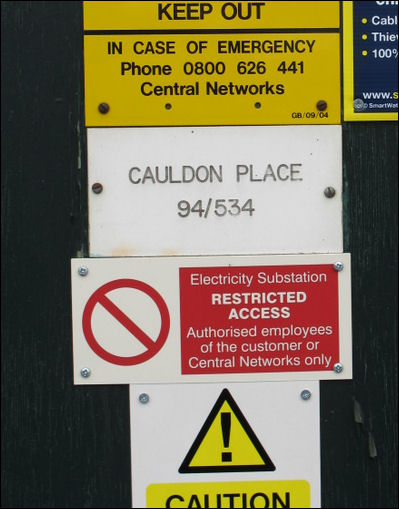 KEEP OUT
IN CASE OF EMERGENCY
Phone 0800 626 441
Central Networks
GB/09/04
• Cabl
• Thiev
• 100%
www.s
© SmartWat
CAULDON PLACE
94/534
Electricity Substation
RESTRICTED
ACCESS
Authorised employees
of the customer or
Central Networks only
!
CAUTION